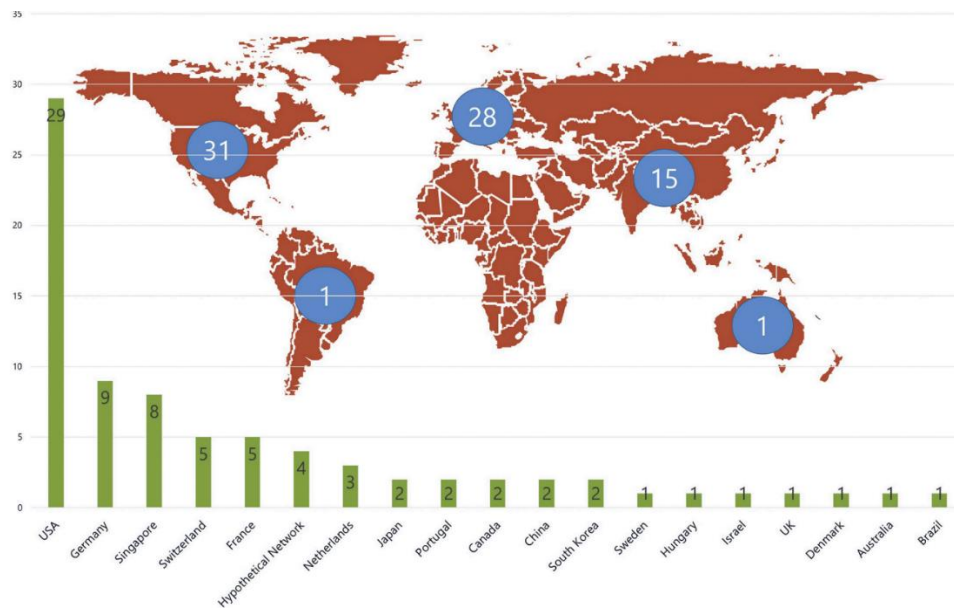 35
30
25
20
15
10
5
0
31
28
15
1
1
29
9
8
5
5
4
3
2
2
2
2
2
1
1
1
1
1
1
1
USA
Germany
Singapore
Switzerland
France
Hypothetical Network
Netherlands
Japan
Portugal
Canada
China
South Korea
Sweden
Hungary
Israel
UK
Denmark
Australia
Brazil